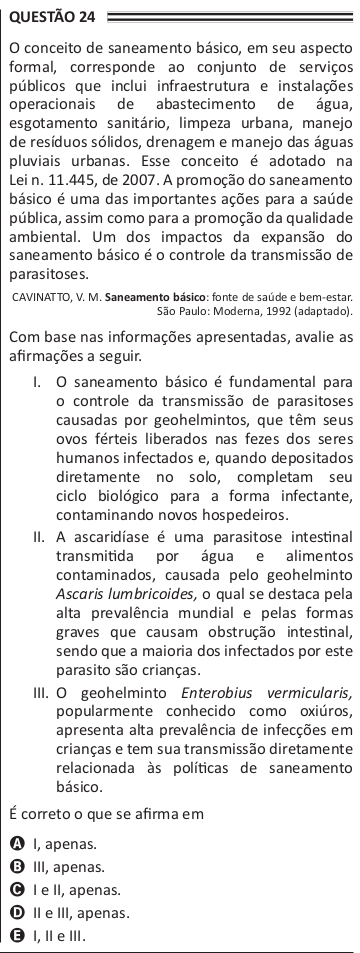 QUESTÃO 24
O conceito de saneamento básico, em seu aspecto
formal, corresponde ao conjunto de serviços
públicos que inclui infraestrutura e instalações
operacionais de abastecimento de água,
esgotamento sanitário, limpeza urbana, manejo
de resíduos sólidos, drenagem e manejo das águas
pluviais urbanas. Esse conceito é adotado na
Lei n. 11.445, de 2007. A promoção do saneamento
básico é uma das importantes ações para a saúde
pública, assim como para a promoção da qualidade
ambiental. Um dos impactos da expansão do
saneamento básico é o controle da transmissão de
parasitoses.
CAVINATTO, V. M. Saneamento básico: fonte de saúde e bem-estar.
São Paulo: Moderna, 1992 (adaptado).
Com base nas informações apresentadas, avalie as
afirmações a seguir.
I. O saneamento básico é fundamental para
o controle da transmissão de parasitoses
causadas por geohelmintos, que têm seus
ovos férteis liberados nas fezes dos seres
humanos infectados e, quando depositados
diretamente no solo, completam seu
ciclo biológico para a forma infectante,
contaminando novos hospedeiros.
II. A ascaridíase é uma parasitose intestinal
transmitida por água e alimentos
contaminados, causada pelo geohelminto
Ascaris lumbricoides, o qual se destaca pela
alta prevalência mundial e pelas formas
graves que causam obstrução intestinal,
sendo que a maioria dos infectados por este
parasito são crianças.
III. O geohelminto Enterobius vermicularis,
popularmente conhecido como oxiúros,
apresenta alta prevalência de infecções em
crianças e tem sua transmissão diretamente
relacionada às políticas de saneamento
básico.
É correto o que se afirma em
A I, apenas.
B III, apenas.
C I e II, apenas.
D II e III, apenas.
E I, II e III.